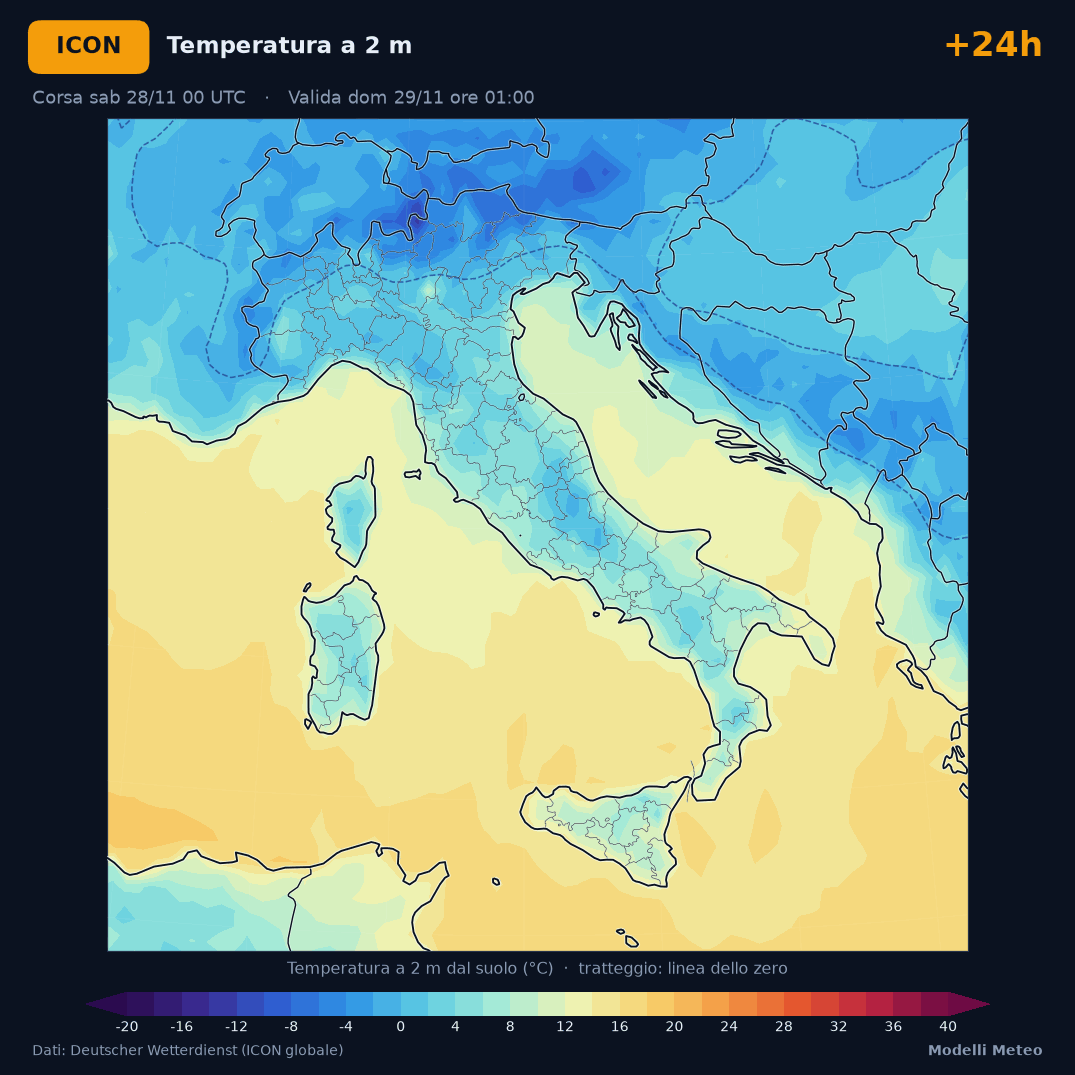 ICON Temperatura a 2 m +24h
Corsa sab 28/11 00 UTC · Valida dom 29/11 ore 01:00
Temperatura a 2 m dal suolo (°C) · tratteggio: linea dello zero
-20 -16 -12 -8 -4 0 4 8 12 16 20 24 28 32 36 40
Dati: Deutscher Wetterdienst (ICON globale) Modelli Meteo